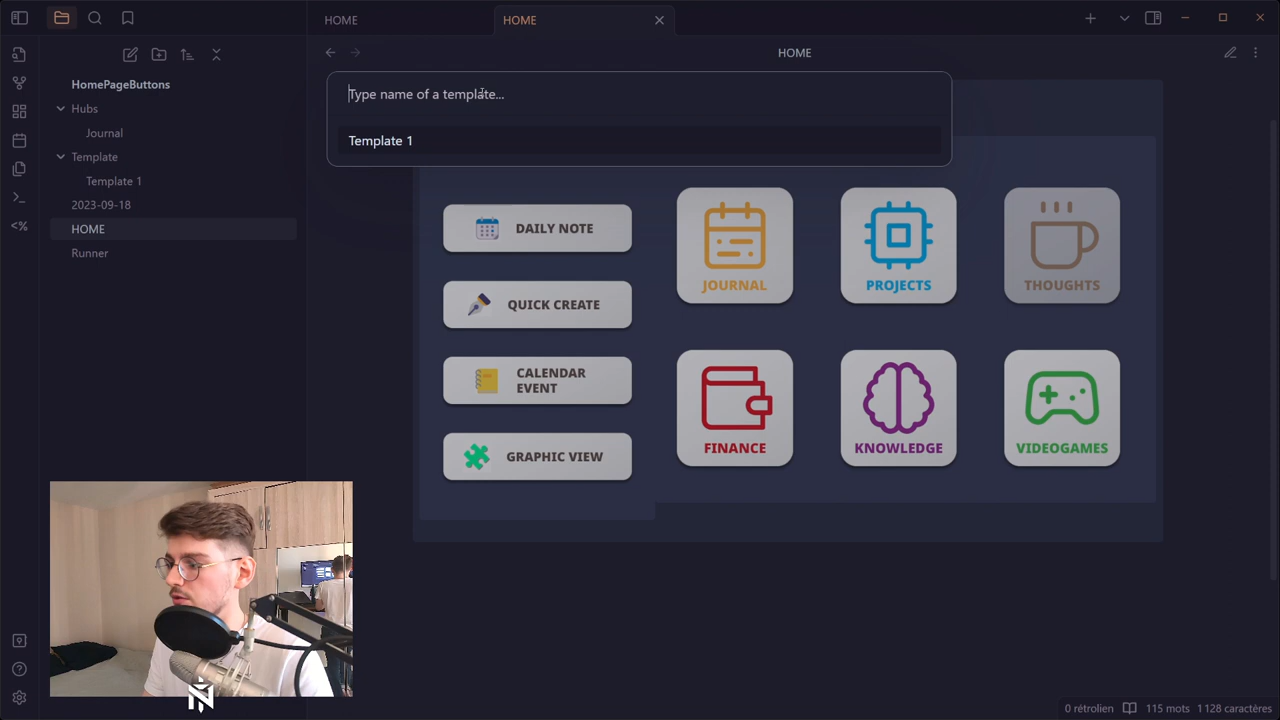 HOME
HOME
HOME
HomePageButtons
Hubs
Journal
Template
Template 1
2023-09-18
HOME
Runner
<%
Type name of a template...
Template 1
DAILY NOTE
QUICK CREATE
CALENDAR
EVENT
GRAPHIC VIEW
JOURNAL
PROJECTS
THOUGHTS
FINANCE
KNOWLEDGE
VIDEOGAMES
0 rétrolien
115 mots
1 128 caractères